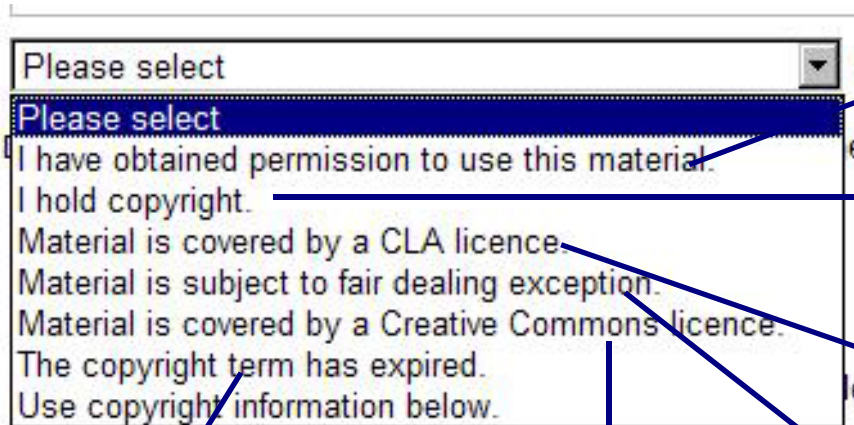 Please select
Please select
I have obtained permission to use this material.
I hold copyright.
Material is covered by a CLA licence.
Material is subject to fair dealing exception.
Material is covered by a Creative Commons licence.
The copyright term has expired.
Use copyright information below.